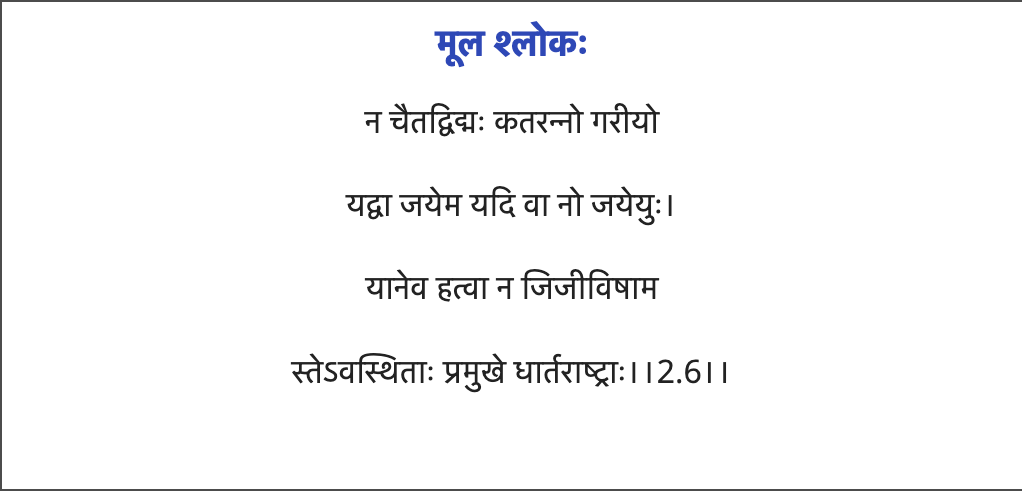 मूल श्लोकः
न चैतद्विद्मः कतरन्नो गरीयो
यद्वा जयेम यदि वा नो जयेयुः।
यानेव हत्वा न जिजीविषाम
स्तेऽवस्थिताः प्रमुखे धार्तराष्ट्राः।।2.6।।